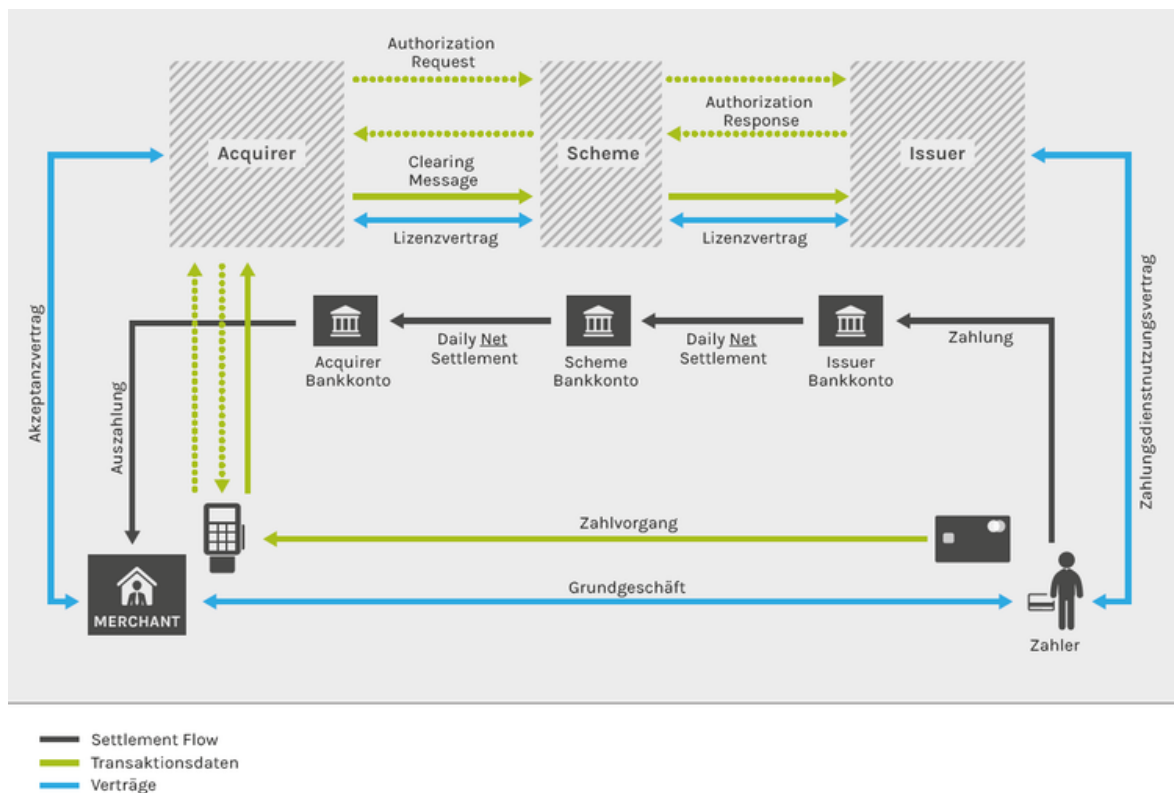 Authorization
Request
Authorization
Response
Acquirer
Scheme
Issuer
Clearing
Message
Lizenzvertrag
Lizenzvertrag
Akzeptanzvertrag
Auszahlung
Daily Net
Settlement
Daily Net
Settlement
Zahlung
Acquirer
Bankkonto
Scheme
Bankkonto
Issuer
Bankkonto
Zahlungsdienstnutzungsvertrag
Zahlvorgang
Grundgeschäft
MERCHANT
Zahler
Settlement Flow
Transaktionsdaten
Verträge